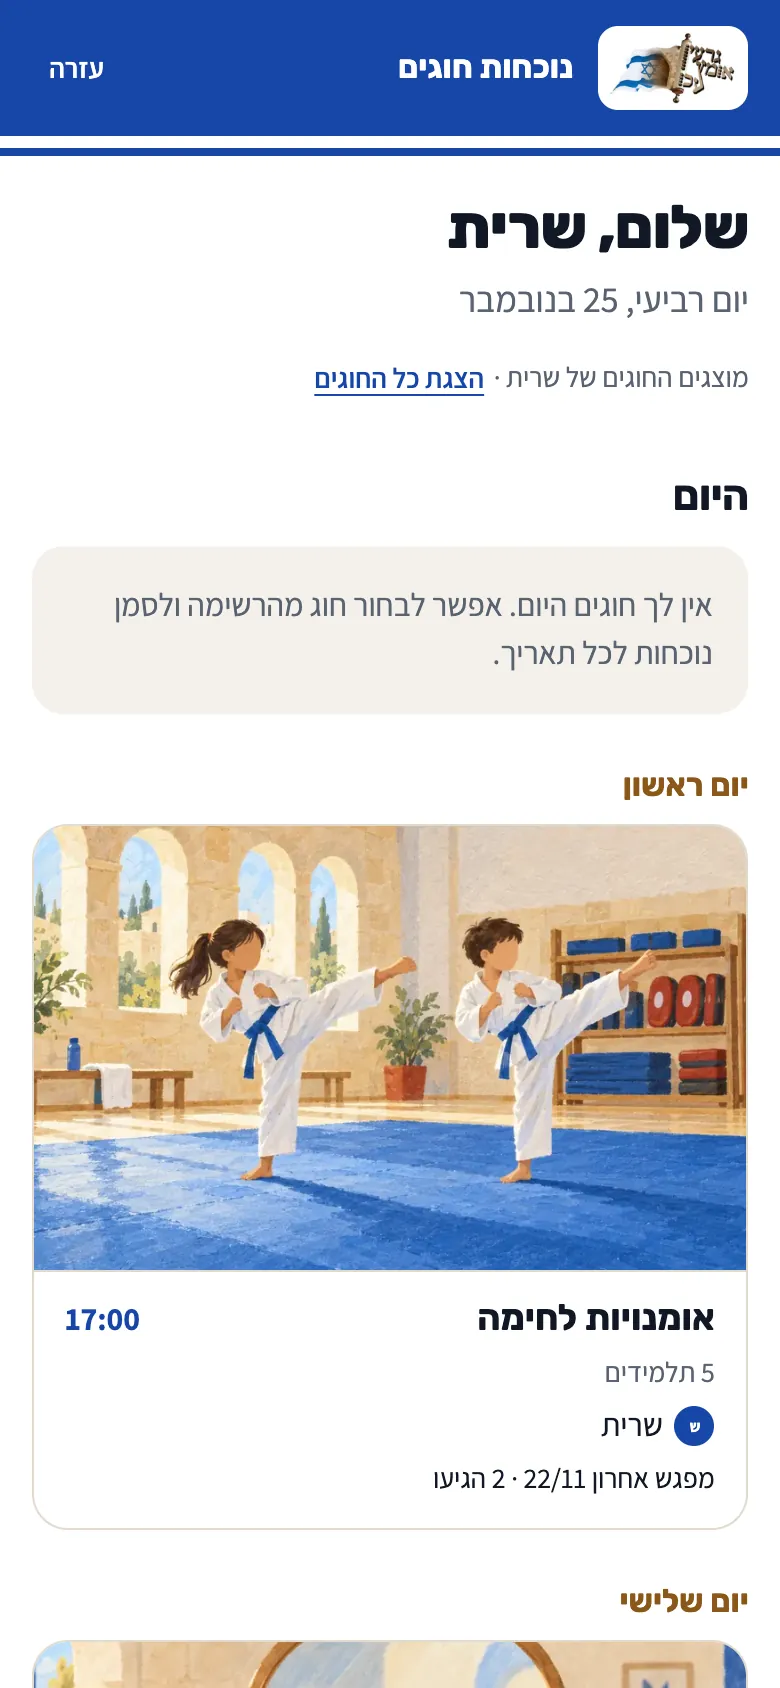 גרעין
אומץ
נוכחות חוגים
עזרה
שלום, שרית
יום רביעי, 25 בנובמבר
מוצגים החוגים של שרית · הצגת כל החוגים
היום
אין לך חוגים היום. אפשר לבחור חוג מהרשימה ולסמן
נוכחות לכל תאריך.
יום ראשון
אומנויות לחימה
17:00
5 תלמידים
ש
שרית
מפגש אחרון 22/11 · 2 הגיעו
יום שלישי